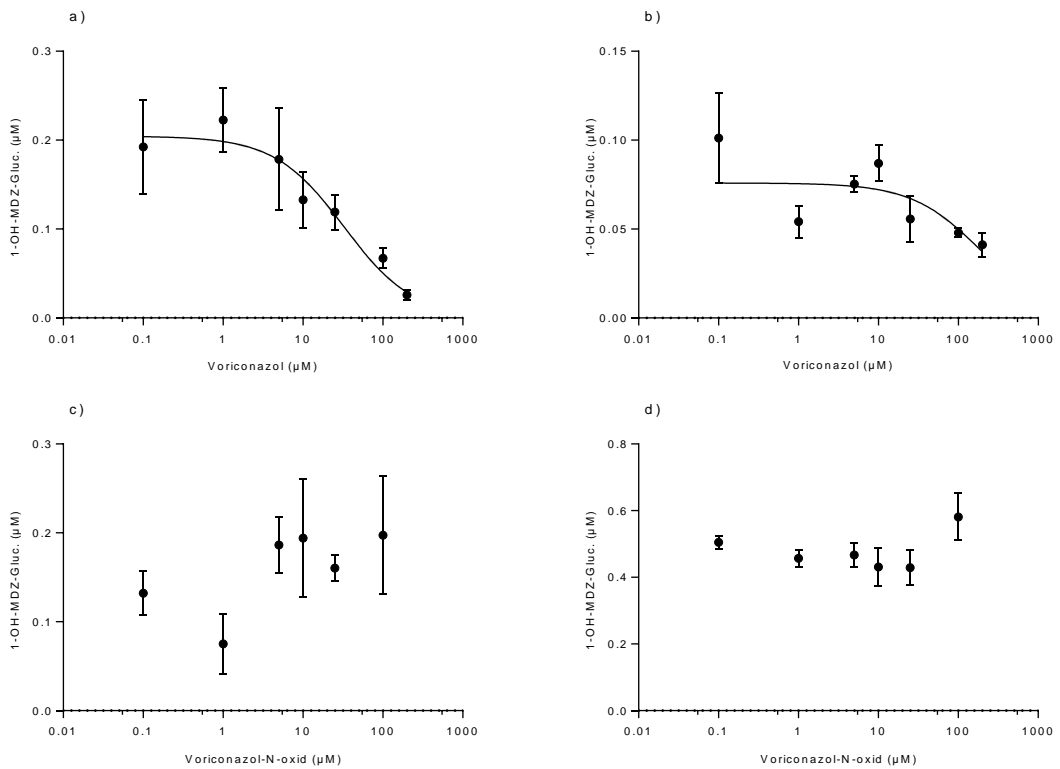 a)
1-OH-MDZ-Gluc. (µM)
0.3
0.2
0.1
0.0
0.01 0.1 1 10 100 1000
Voriconazol (µM)
b)
1-OH-MDZ-Gluc. (µM)
0.15
0.10
0.05
0.00
0.01 0.1 1 10 100 1000
Voriconazol (µM)
c)
1-OH-MDZ-Gluc. (µM)
0.3
0.2
0.1
0.0
0.01 0.1 1 10 100 1000
Voriconazol-N-oxid (µM)
d)
1-OH-MDZ-Gluc. (µM)
0.8
0.6
0.4
0.2
0.0
0.01 0.1 1 10 100 1000
Voriconazol-N-oxid (µM)